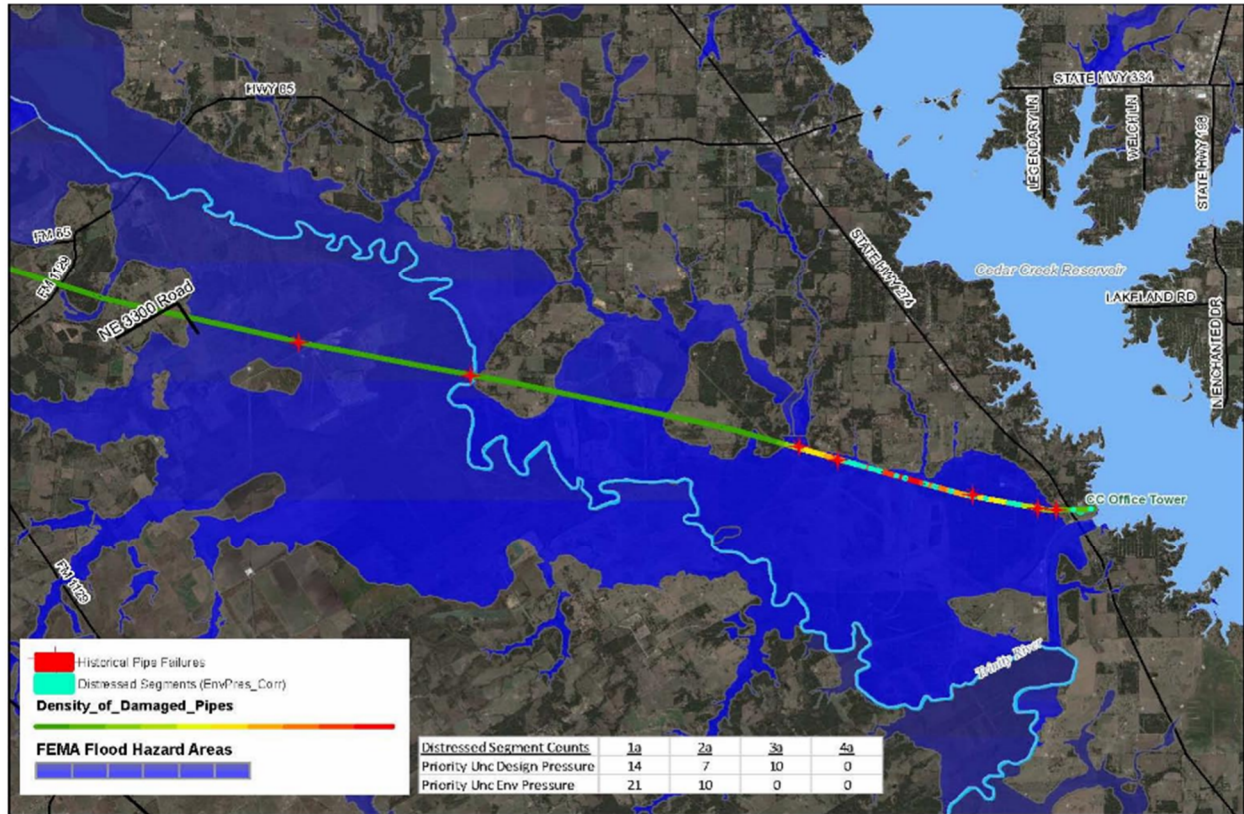 STATE HWY 334
HWY 85
LEGENDARY LN
WELCH LN
STATE HWY 198
FM 85
FM 1129
NE 3300 Road
STATE HWY 274
Cedar Creek Reservoir
LAKELAND RD
N ENCHANTED DR
CC Office Tower
FM 1129
Trinity River
Historical Pipe Failures
Distressed Segments (EnvPres_Corr)
Density_of_Damaged_Pipes
FEMA Flood Hazard Areas
Distressed Segment Counts 1a 2a 3a 4a
Priority Unc Design Pressure 14 7 10 0
Priority Unc Env Pressure 21 10 0 0